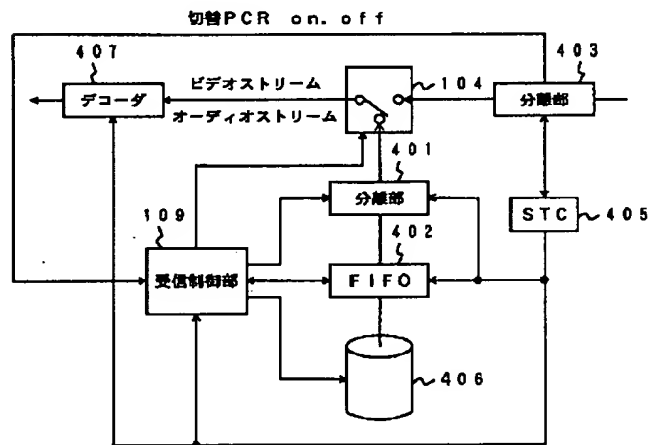 切替PCR on. off
407
403
104
ビデオストリーム
デコーダ
分離部
オーディオストリーム
401
分離部
STC
405
109
402
受信制御部
FIFO
406